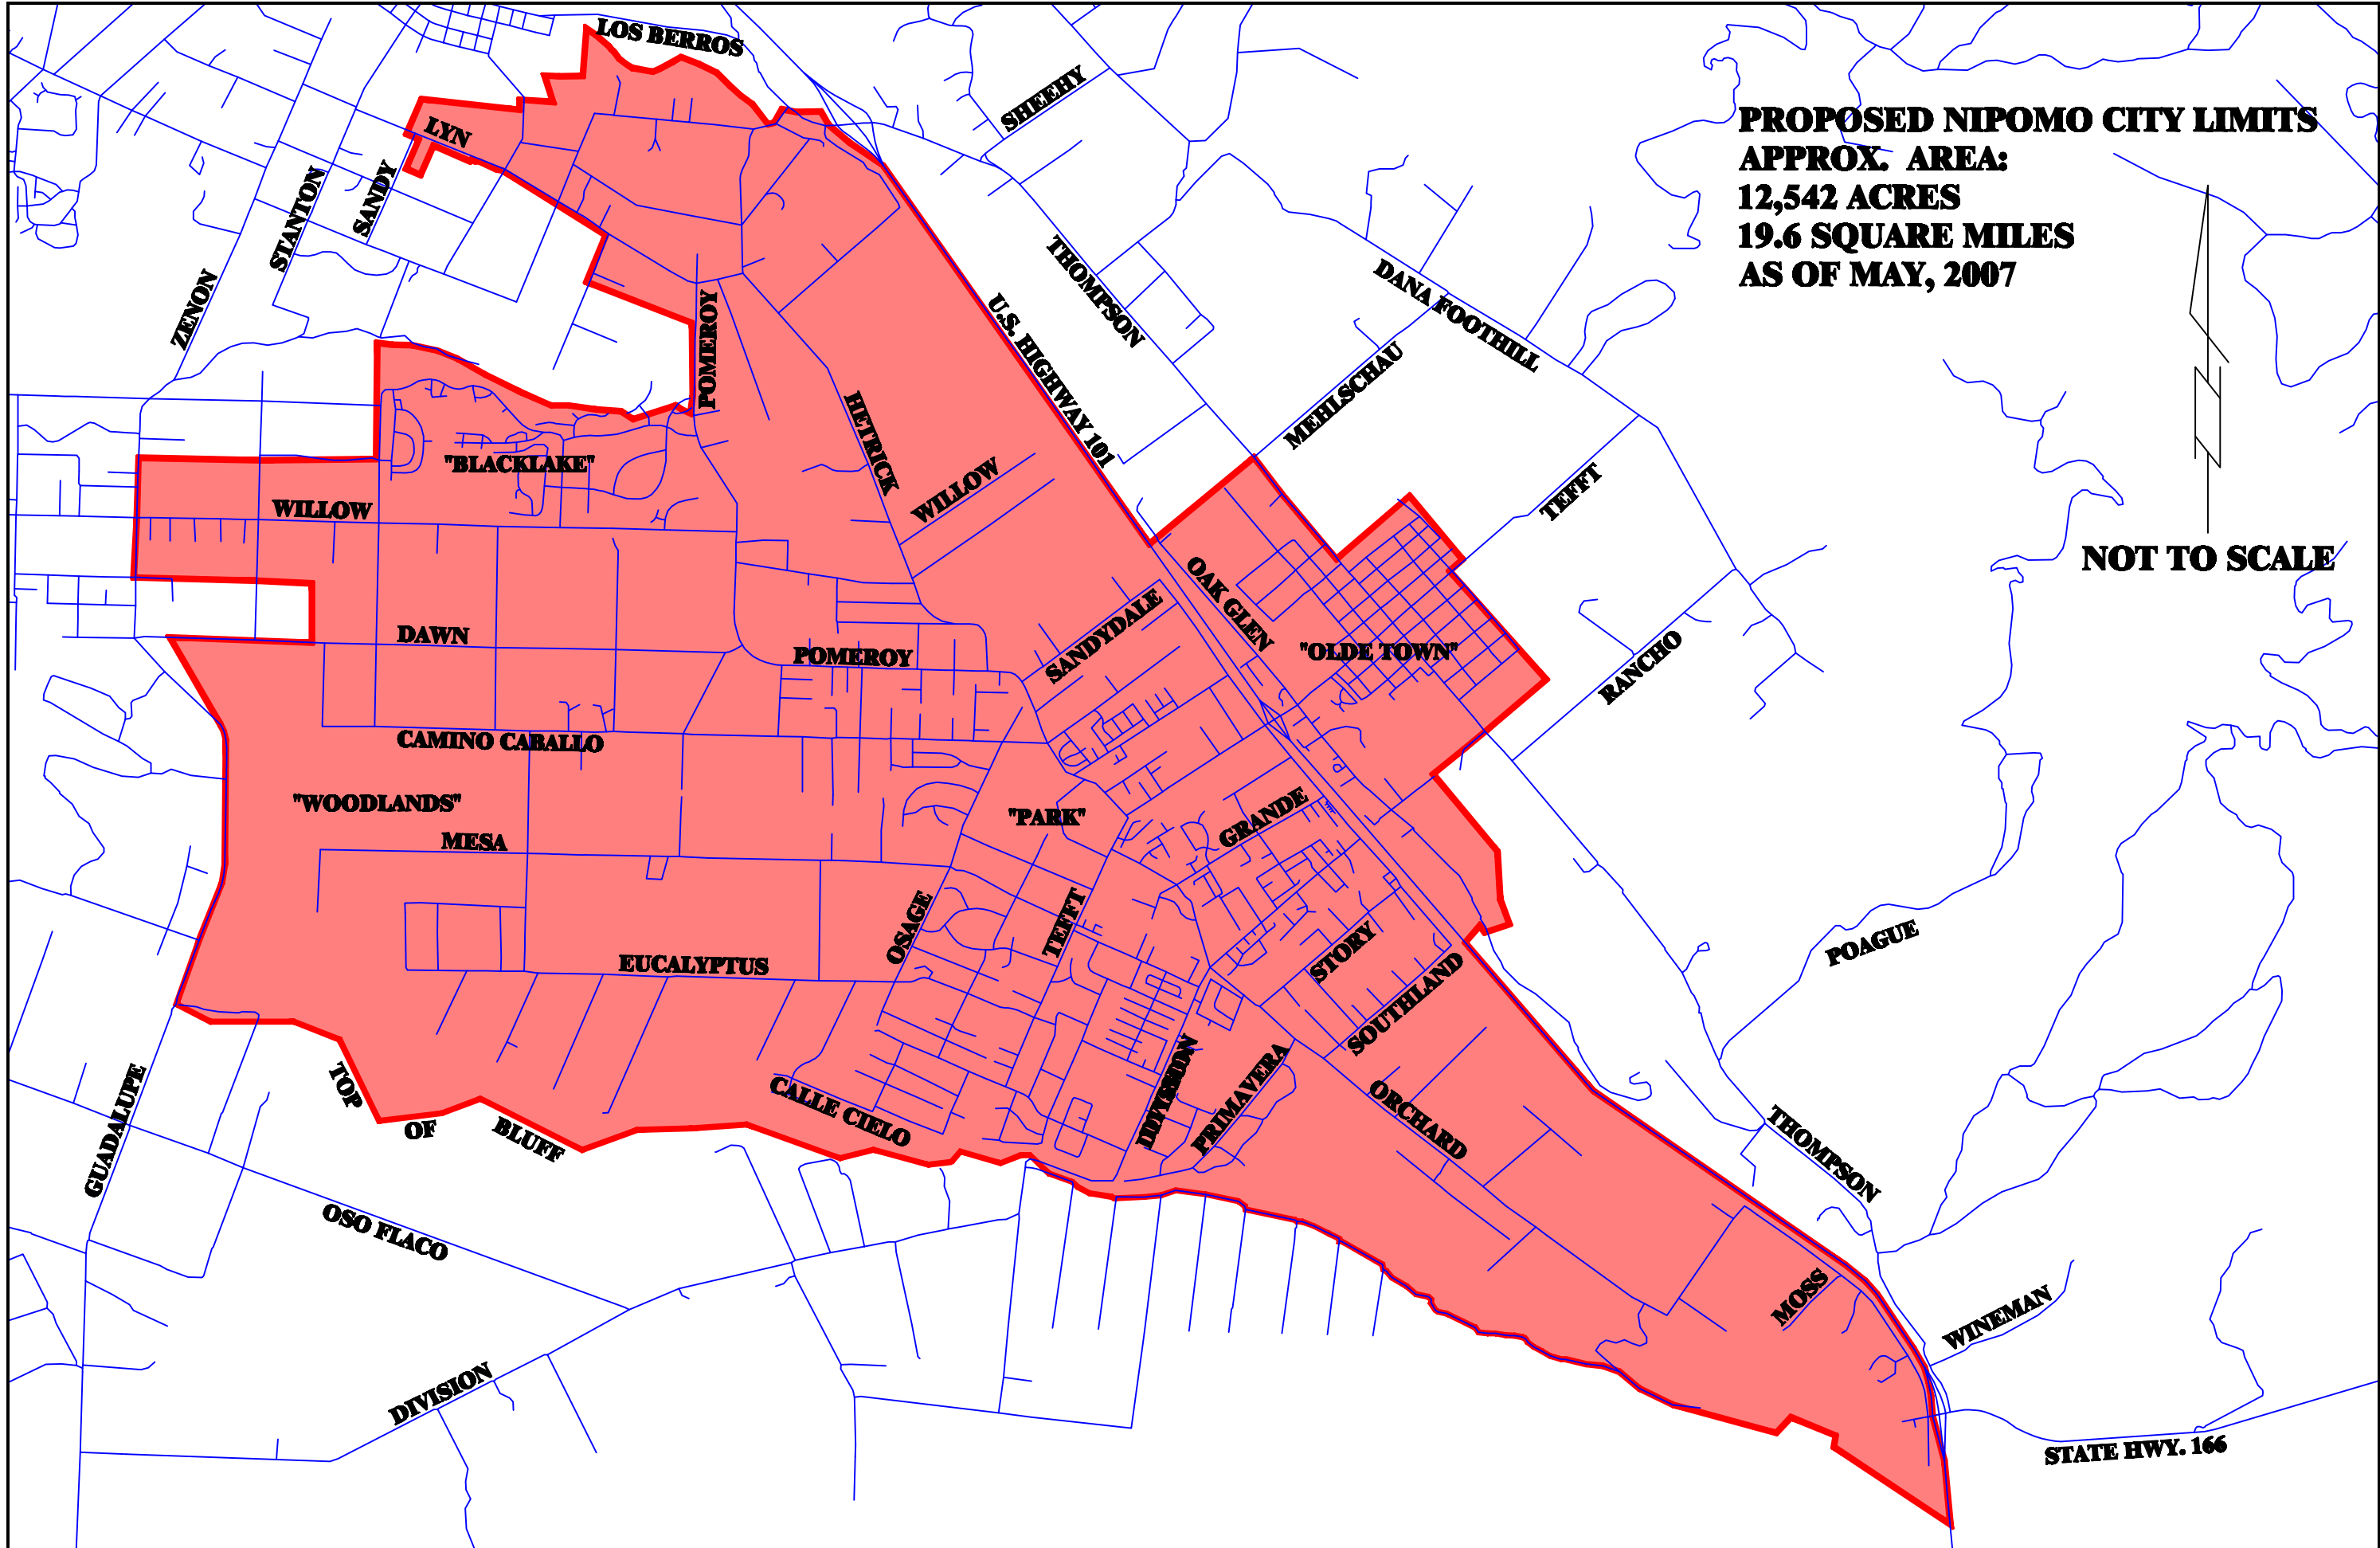 LOS BERROS
SHEEHY
PROPOSED NIPOMO CITY LIMITS
APPROX. AREA:
12,542 ACRES
19.6 SQUARE MILES
AS OF MAY, 2007
LYN
SANDY
STANTON
ZENON
THOMPSON
DANA FOOTHILL
U.S. HIGHWAY 101
POMEROY
MEHLSCHAU
HETRICK
"BLACKLAKE"
WILLOW
WILLOW
TEFFT
NOT TO SCALE
OAK GLEN
SANDYDALE
DAWN
POMEROY
"OLDE TOWN"
RANCHO
CAMINO CABALLO
"WOODLANDS"
"PARK"
GRANDE
MESA
OSAGE
TEFFT
STORY
POAGUE
EUCALYPTUS
SOUTHLAND
DIVISION
PRIMAVERA
ORCHARD
CALLE CIELO
TOP
OF
BLUFF
GUADALUPE
THOMPSON
OSO FLACO
MOSS
WINEMAN
DIVISION
STATE HWY. 166